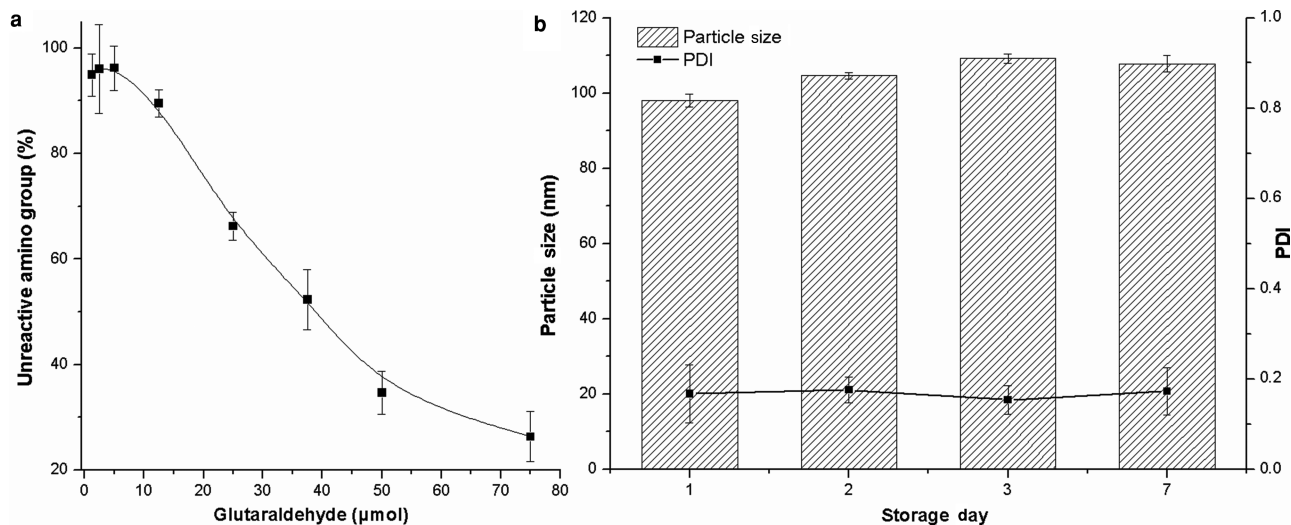 a
Unreactive amino group (%)
100
80
60
40
20
0 10 20 30 40 50 60 70 80
Glutaraldehyde (µmol)
b
Particle size
PDI
Particle size (nm)
120
100
80
60
40
20
0
1 2 3 7
Storage day
1.0
0.8
0.6
0.4
0.2
0.0
PDI